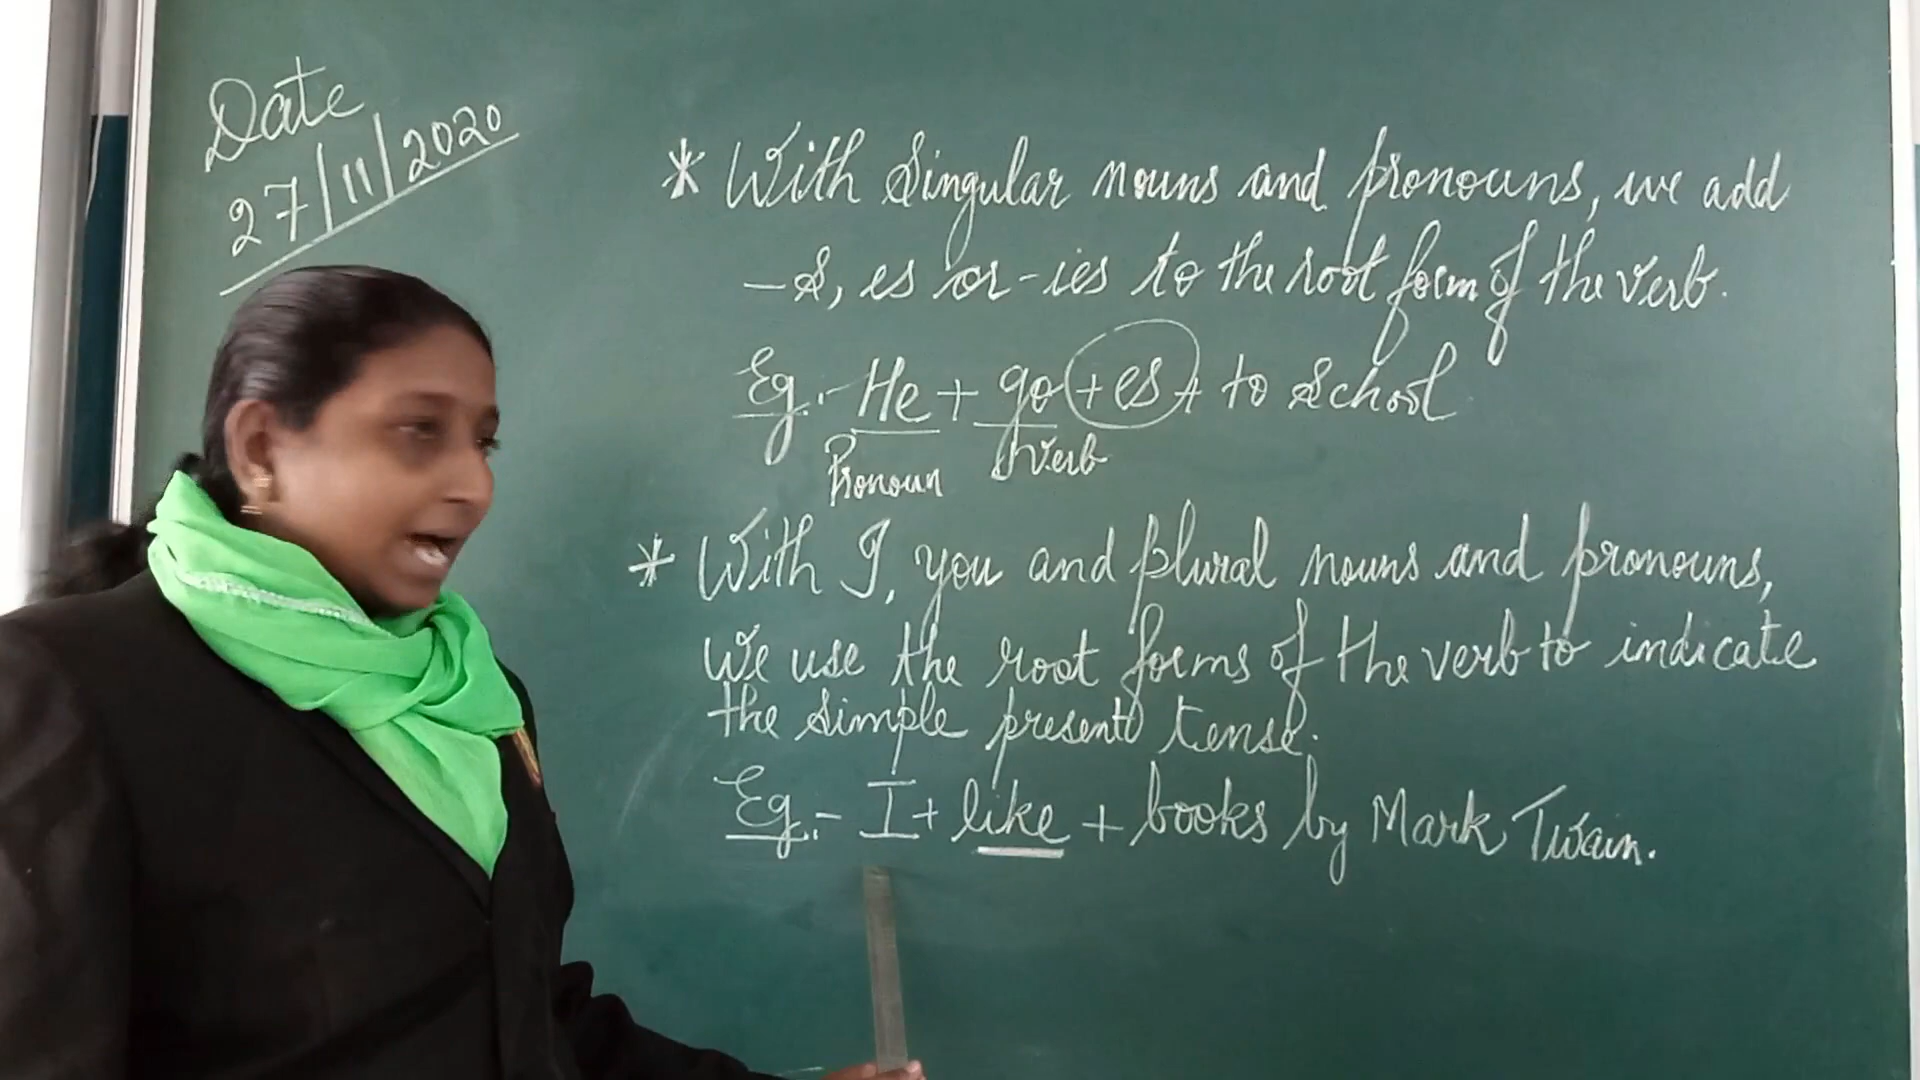 Date
27/11/2020
* With Singular nouns and pronouns, we add
-s, es or -ies to the root form of the verb.
Eg:- He + go + es + to School
Pronoun Verb
* With I, you and plural nouns and pronouns,
We use the root forms of the verb to indicate
the simple present tense.
Eg:- I + like + books by Mark Twain.